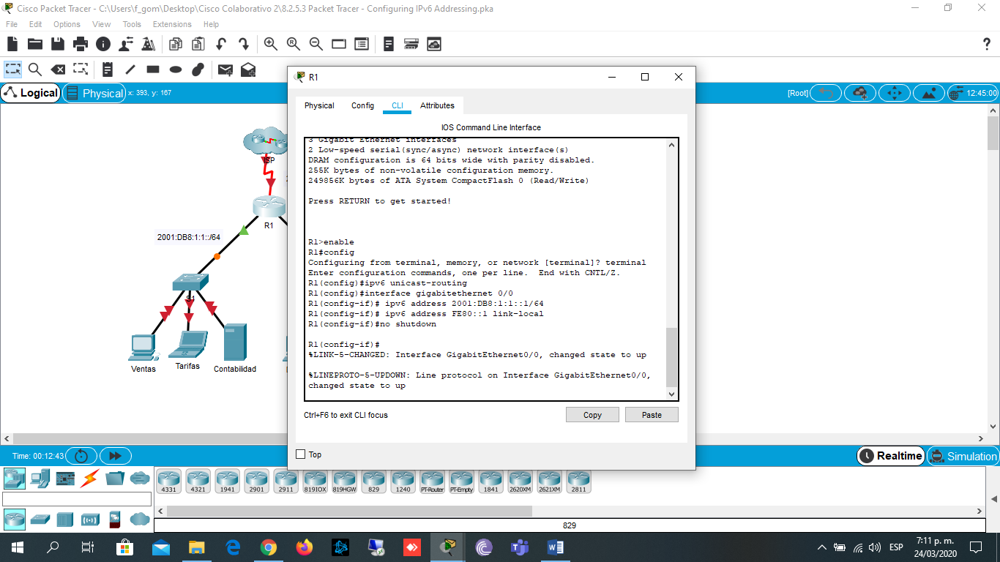 Cisco Packet Tracer - C:\Users\f_gom\Desktop\Cisco Colaborativo 2\8.2.5.3 Packet Tracer - Configuring IPv6 Addressing.pka
File Edit Options View Tools Extensions Help
Logical Physical x: 393, y: 167
[Root] 12:45:00
R1
Physical Config CLI Attributes
IOS Command Line Interface
3 Gigabit Ethernet interfaces
2 Low-speed serial(sync/async) network interface(s)
DRAM configuration is 64 bits wide with parity disabled.
255K bytes of non-volatile configuration memory.
249856K bytes of ATA System CompactFlash 0 (Read/Write)
Press RETURN to get started!
R1>enable
R1#config
Configuring from terminal, memory, or network [terminal]? terminal
Enter configuration commands, one per line.  End with CNTL/Z.
R1(config)#ipv6 unicast-routing
R1(config)#interface gigabitethernet 0/0
R1(config-if)# ipv6 address 2001:DB8:1:1::1/64
R1(config-if)# ipv6 address FE80::1 link-local
R1(config-if)#no shutdown
R1(config-if)#
%LINK-5-CHANGED: Interface GigabitEthernet0/0, changed state to up
%LINEPROTO-5-UPDOWN: Line protocol on Interface GigabitEthernet0/0,
changed state to up
Ctrl+F6 to exit CLI focus
Copy Paste
Top
ISP
R1
2001:DB8:1:1::/64
S1
Ventas Tarifas Contabilidad
Time: 00:12:43
Realtime Simulation
4331 4321 1941 2901 2911 819IOX 819HGW 829 1240 PT-Router PT-Empty 1841 2620XM 2621XM 2811
829
ESP
7:11 p. m.
24/03/2020